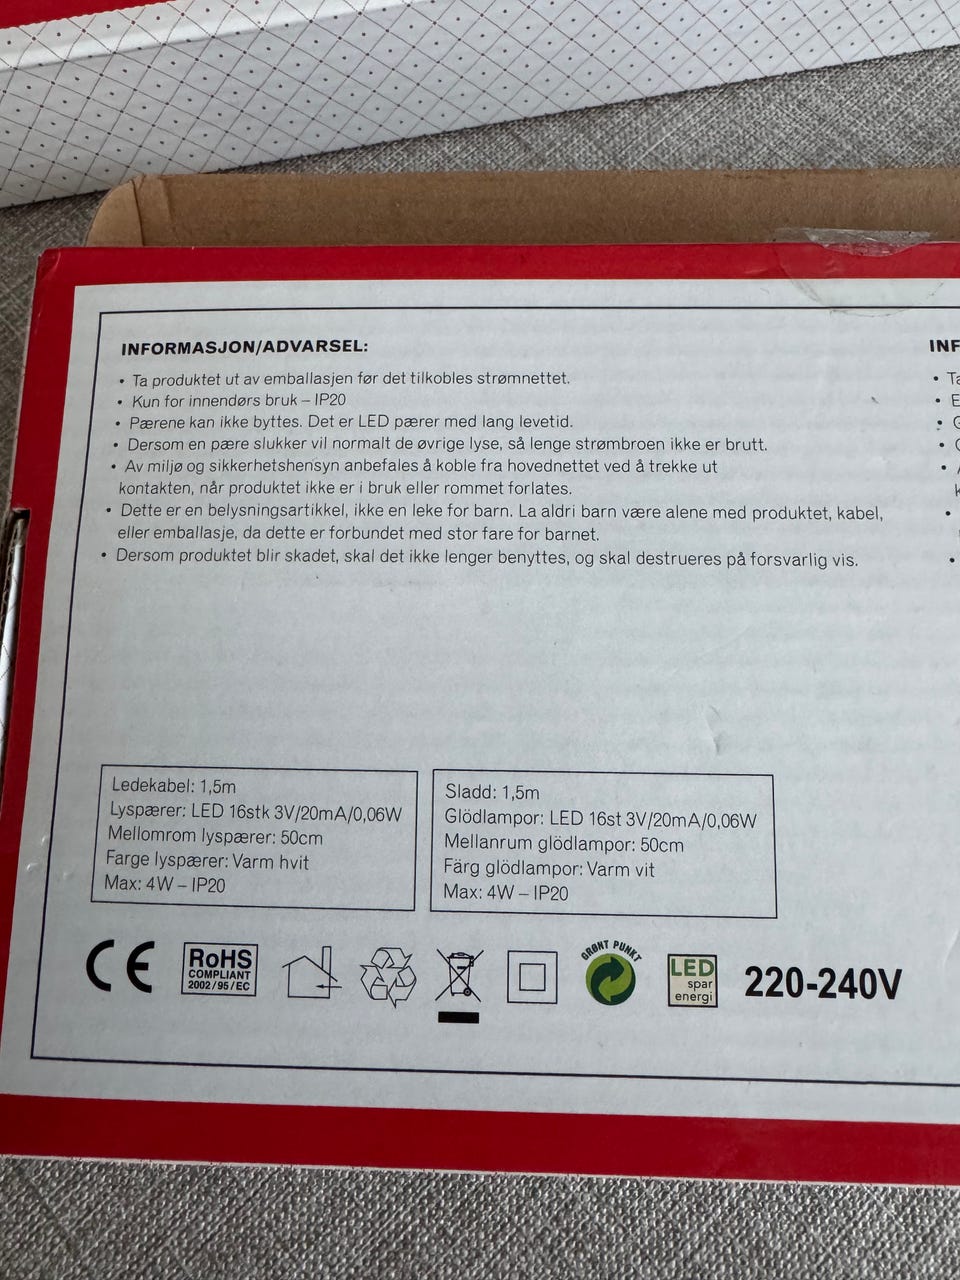 INFORMASJON/ADVARSEL:
• Ta produktet ut av emballasjen før det tilkobles strømnettet.
• Kun for innendørs bruk – IP20
• Pærene kan ikke byttes. Det er LED pærer med lang levetid.
• Dersom en pære slukker vil normalt de øvrige lyse, så lenge strømbroen ikke er brutt.
• Av miljø og sikkerhetshensyn anbefales å koble fra hovednettet ved å trekke ut
kontakten, når produktet ikke er i bruk eller rommet forlates.
• Dette er en belysningsartikkel, ikke en leke for barn. La aldri barn være alene med produktet, kabel,
eller emballasje, da dette er forbundet med stor fare for barnet.
• Dersom produktet blir skadet, skal det ikke lenger benyttes, og skal destrueres på forsvarlig vis.
Ledekabel: 1,5m
Lyspærer: LED 16stk 3V/20mA/0,06W
Mellomrom lyspærer: 50cm
Farge lyspærer: Varm hvit
Max: 4W – IP20
Sladd: 1,5m
Glödlampor: LED 16st 3V/20mA/0,06W
Mellanrum glödlampor: 50cm
Färg glödlampor: Varm vit
Max: 4W – IP20
CE
RoHS
COMPLIANT
2002/95/EC
GRØNT PUNKT
LED
spar
energi
220-240V
INF